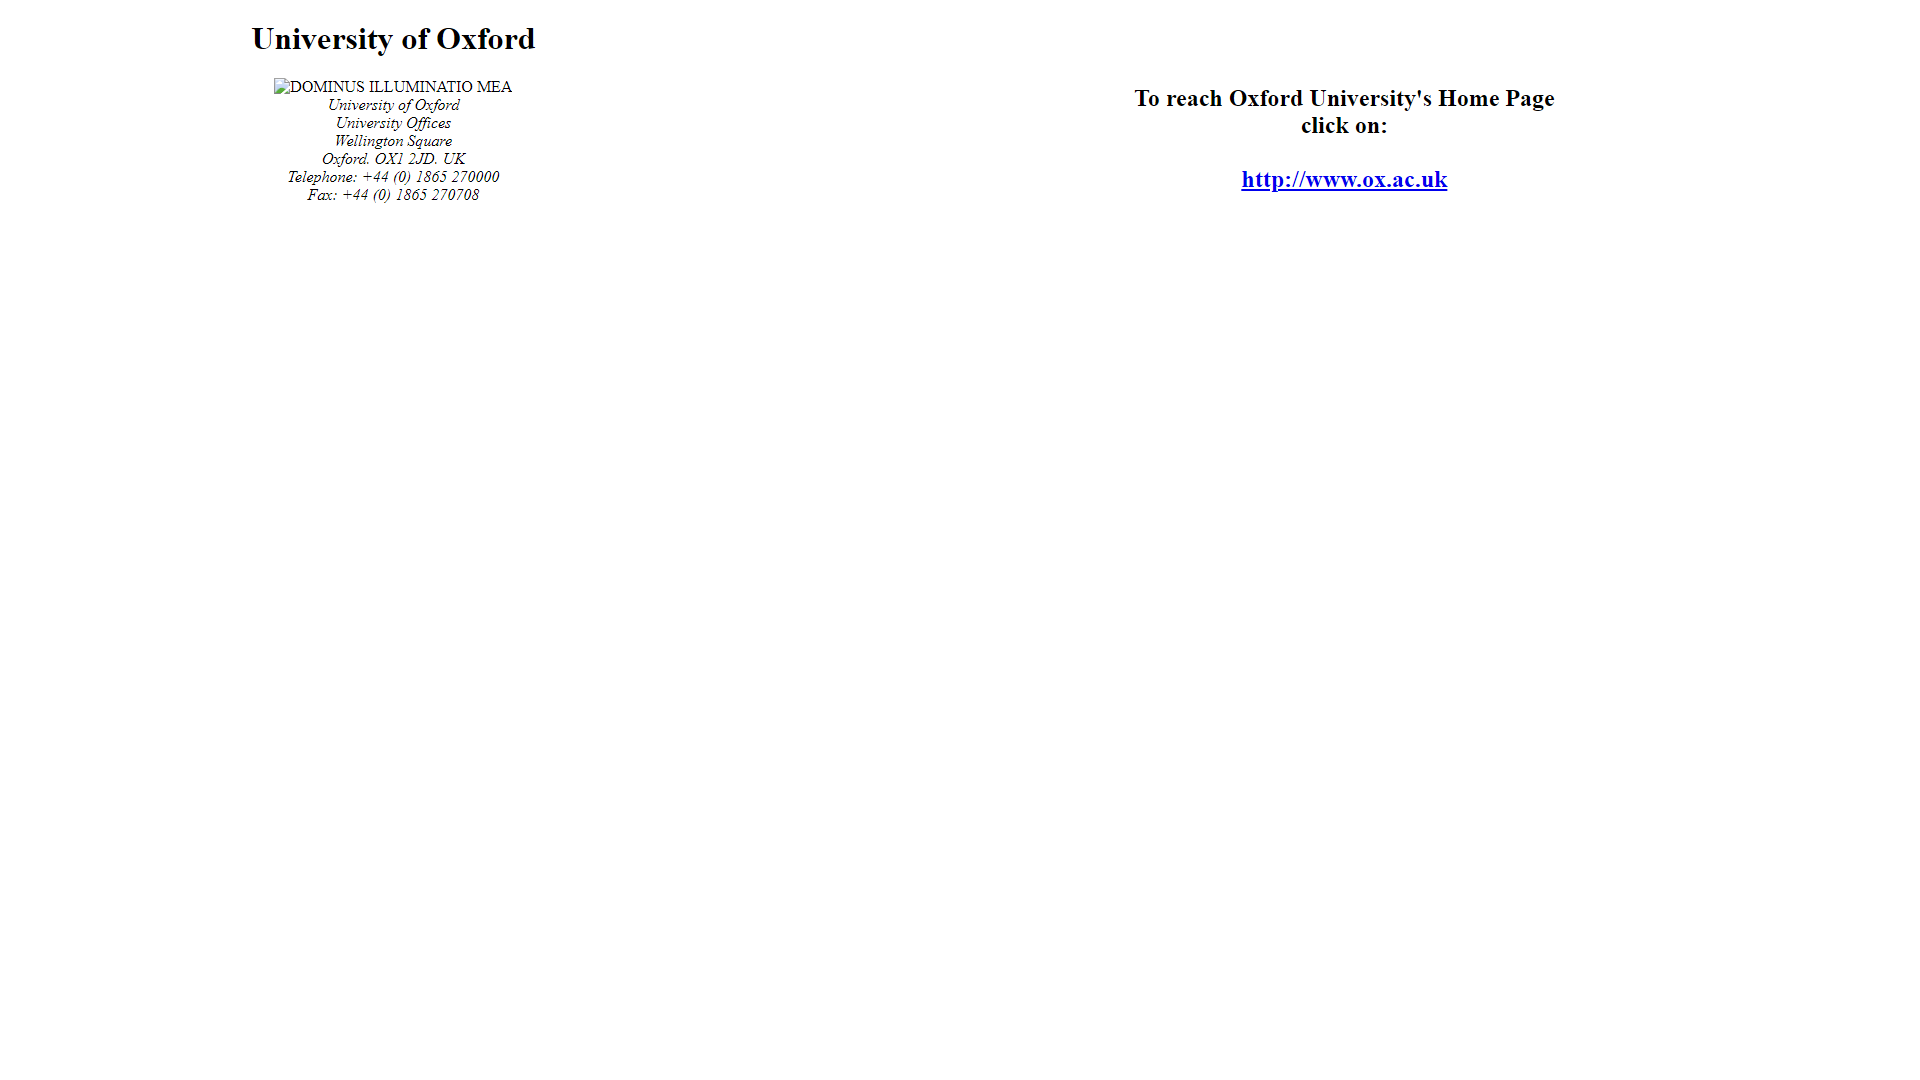 University of Oxford
DOMINUS ILLUMINATIO MEA
University of Oxford
University Offices
Wellington Square
Oxford. OX1 2JD. UK
Telephone: +44 (0) 1865 270000
Fax: +44 (0) 1865 270708
To reach Oxford University's Home Page
click on:
http://www.ox.ac.uk